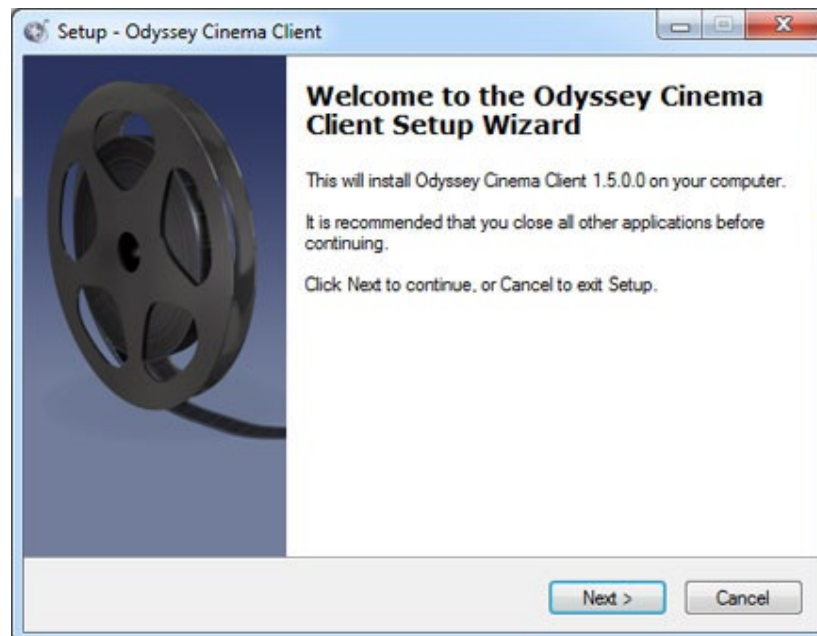 Setup - Odyssey Cinema Client
Welcome to the Odyssey Cinema
Client Setup Wizard
This will install Odyssey Cinema Client 1.5.0.0 on your computer.
It is recommended that you close all other applications before
continuing.
Click Next to continue, or Cancel to exit Setup.
Next >
Cancel